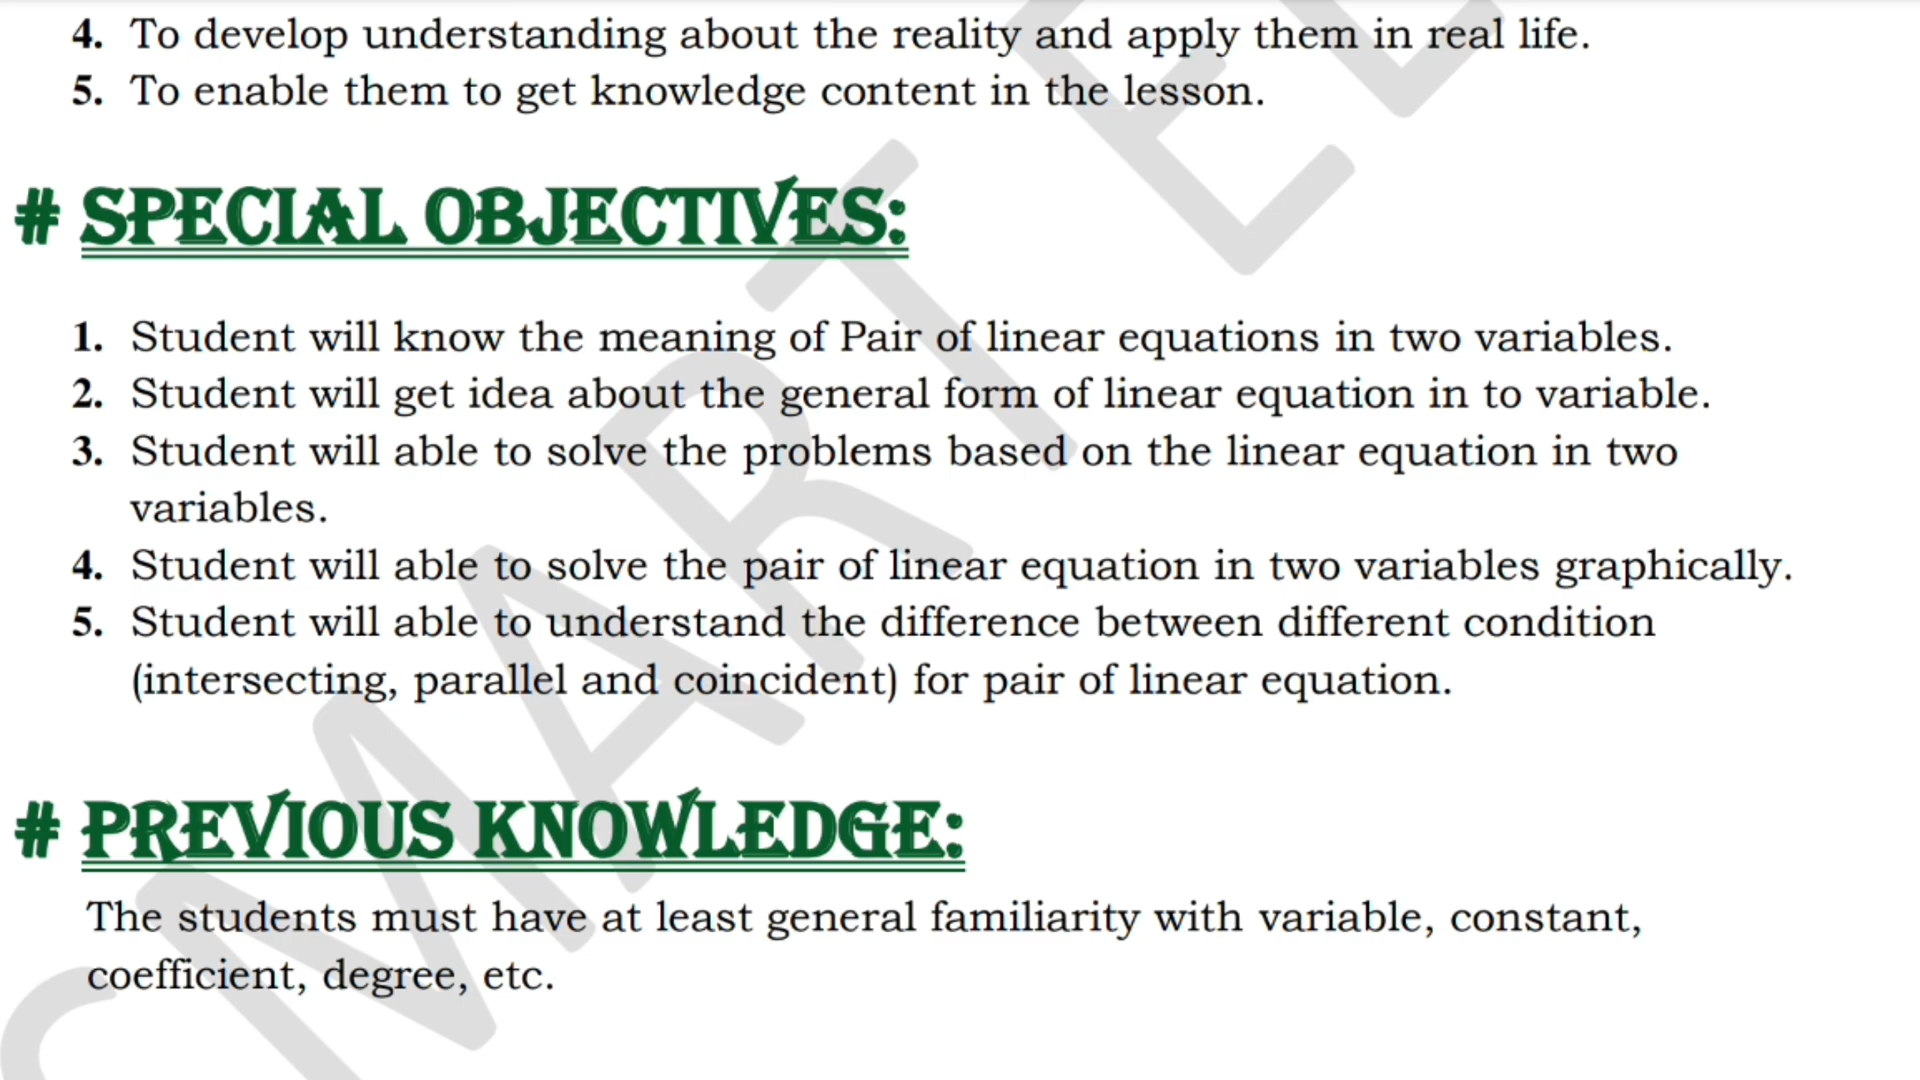 4. To develop understanding about the reality and apply them in real life.
5. To enable them to get knowledge content in the lesson.
# SPECIAL OBJECTIVES:
1. Student will know the meaning of Pair of linear equations in two variables.
2. Student will get idea about the general form of linear equation in to variable.
3. Student will able to solve the problems based on the linear equation in two
variables.
4. Student will able to solve the pair of linear equation in two variables graphically.
5. Student will able to understand the difference between different condition
(intersecting, parallel and coincident) for pair of linear equation.
# PREVIOUS KNOWLEDGE:
The students must have at least general familiarity with variable, constant,
coefficient, degree, etc.